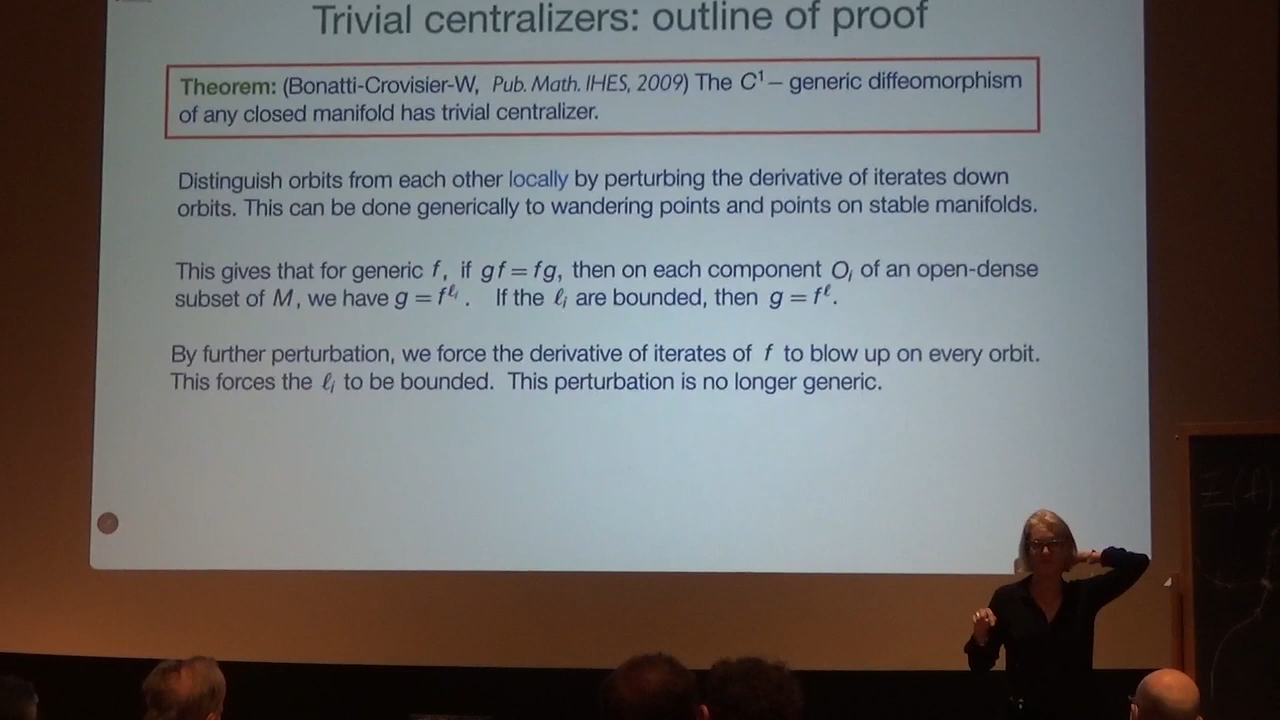 Trivial centralizers: outline of proof
Theorem: (Bonatti-Crovisier-W, Pub. Math. IHES, 2009) The C¹ – generic diffeomorphism
of any closed manifold has trivial centralizer.
Distinguish orbits from each other locally by perturbing the derivative of iterates down
orbits. This can be done generically to wandering points and points on stable manifolds.
This gives that for generic f, if gf = fg, then on each component Oᵢ of an open-dense
subset of M, we have g = f^ℓᵢ. If the ℓᵢ are bounded, then g = f^ℓ.
By further perturbation, we force the derivative of iterates of f to blow up on every orbit.
This forces the ℓᵢ to be bounded. This perturbation is no longer generic.